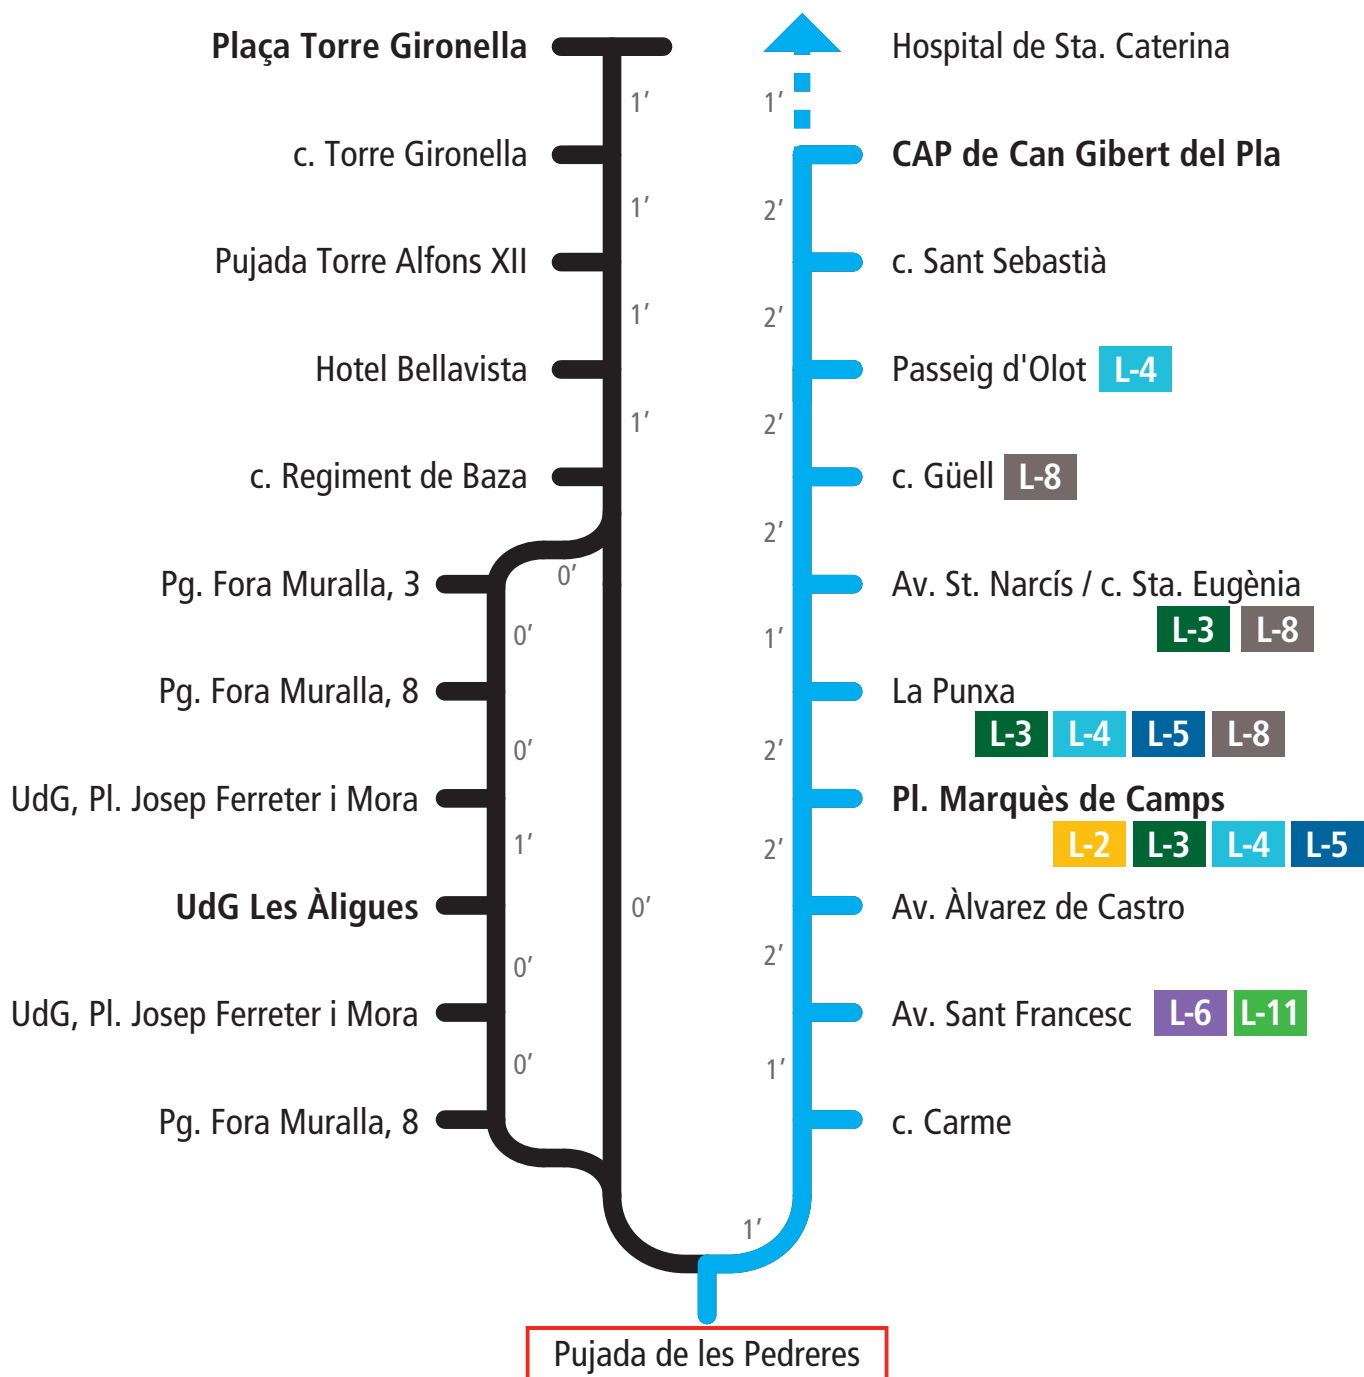 Plaça Torre Gironella
1’
c. Torre Gironella
1’
Pujada Torre Alfons XII
1’
Hotel Bellavista
1’
c. Regiment de Baza
0’
Pg. Fora Muralla, 3
0’
Pg. Fora Muralla, 8
0’
UdG, Pl. Josep Ferreter i Mora
1’
UdG Les Àligues
0’
0’
UdG, Pl. Josep Ferreter i Mora
0’
Pg. Fora Muralla, 8
Hospital de Sta. Caterina
1’
CAP de Can Gibert del Pla
2’
c. Sant Sebastià
2’
Passeig d'Olot L-4
2’
c. Güell L-8
2’
Av. St. Narcís / c. Sta. Eugènia
L-3 L-8
1’
La Punxa
L-3 L-4 L-5 L-8
2’
Pl. Marquès de Camps
L-2 L-3 L-4 L-5
2’
Av. Àlvarez de Castro
2’
Av. Sant Francesc L-6 L-11
1’
c. Carme
1’
Pujada de les Pedreres